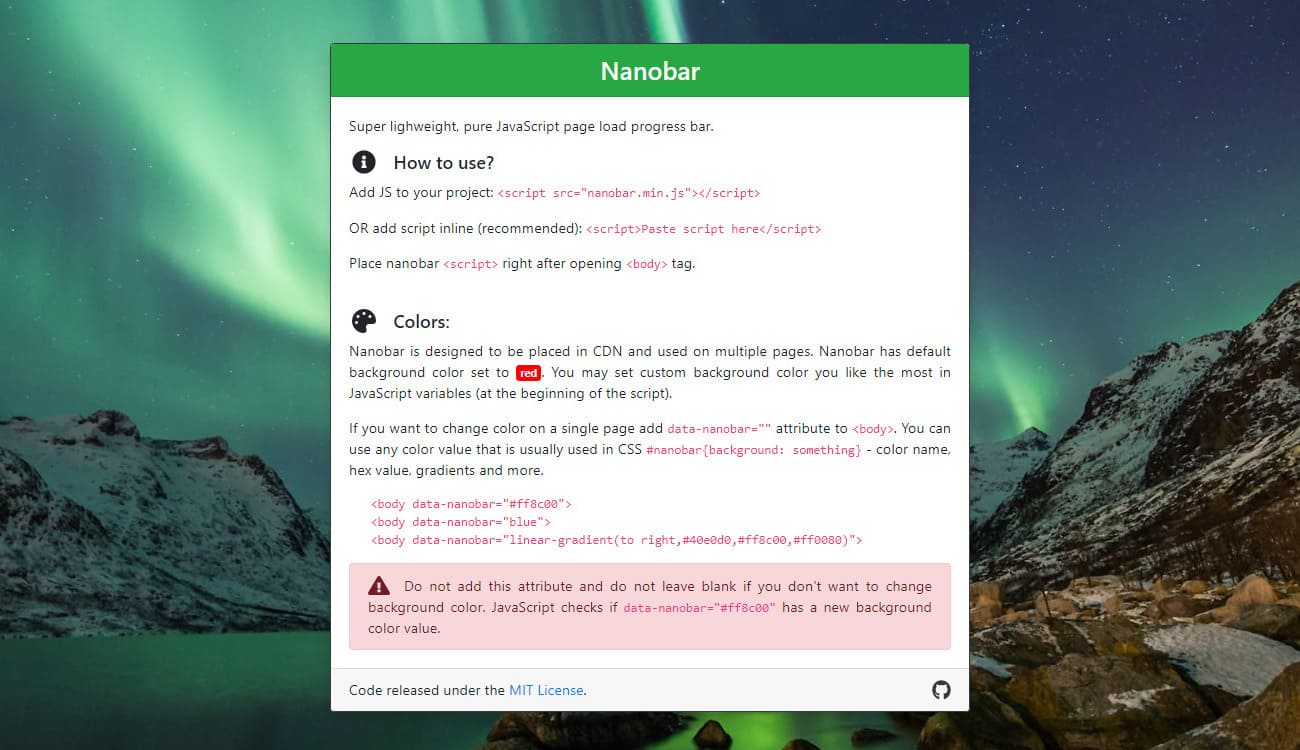 Nanobar
Super lighweight, pure JavaScript page load progress bar.
How to use?
Add JS to your project: <script src="nanobar.min.js"></script>
OR add script inline (recommended): <script>Paste script here</script>
Place nanobar <script> right after opening <body> tag.
Colors:
Nanobar is designed to be placed in CDN and used on multiple pages. Nanobar has default
background color set to red. You may set custom background color you like the most in
JavaScript variables (at the beginning of the script).
If you want to change color on a single page add data-nanobar="" attribute to <body>. You can
use any color value that is usually used in CSS #nanobar{background: something} - color name,
hex value, gradients and more.
<body data-nanobar="#ff8c00">
<body data-nanobar="blue">
<body data-nanobar="linear-gradient(to right,#40e0d0,#ff8c00,#ff0080)">
Do not add this attribute and do not leave blank if you don't want to change
background color. JavaScript checks if data-nanobar="#ff8c00" has a new background
color value.
Code released under the MIT License.